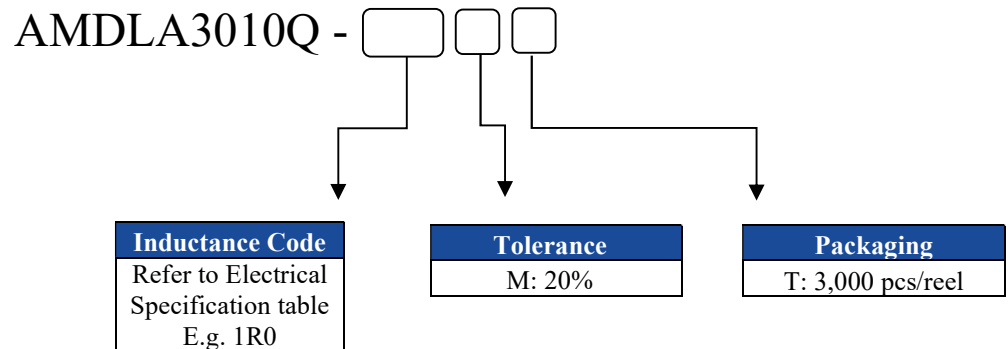 AMDLA3010Q -
Inductance Code
Refer to Electrical
Specification table
E.g. 1R0
Tolerance
M: 20%
Packaging
T: 3,000 pcs/reel